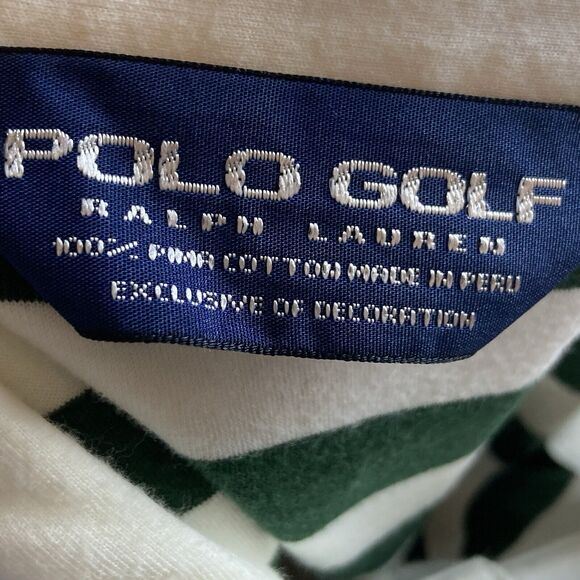 POLO GOLF
RALPH LAUREN
100% PIMA COTTON MADE IN PERU
EXCLUSIVE OF DECORATION